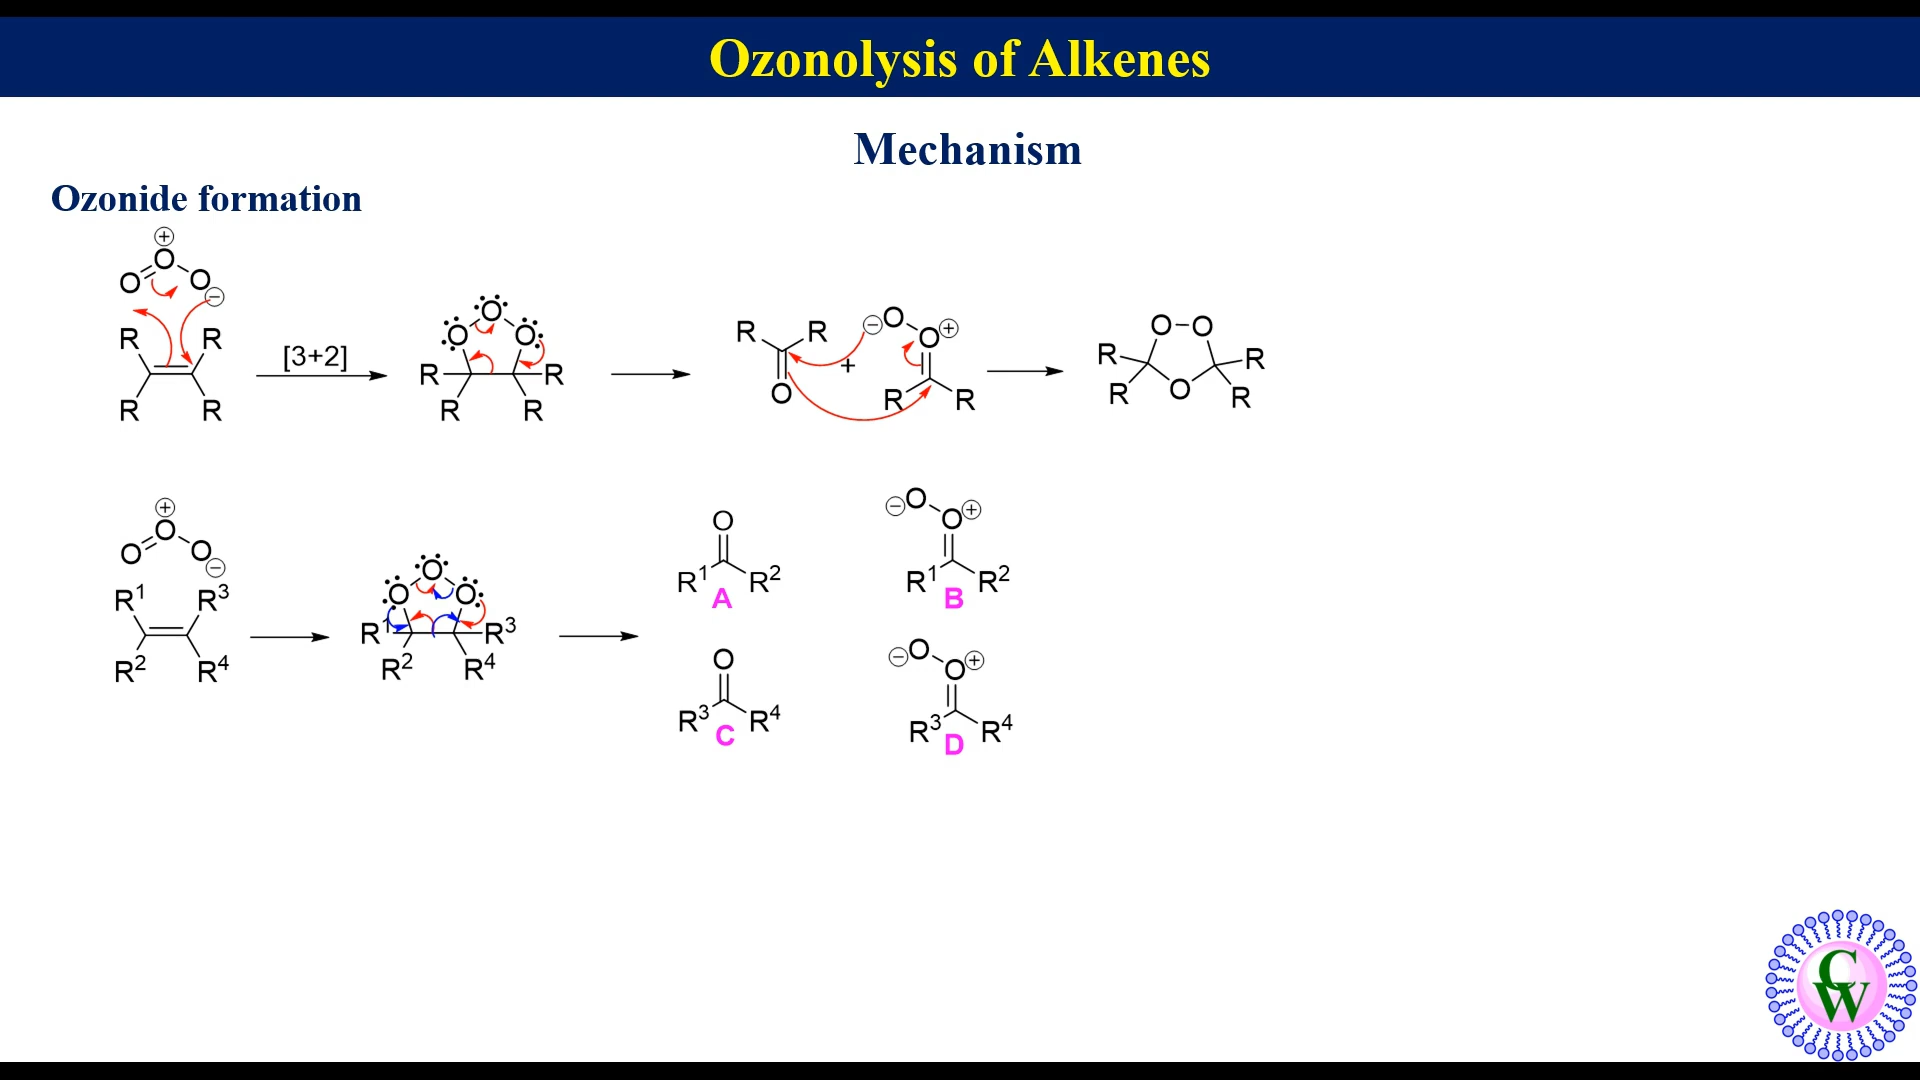 Ozonolysis of Alkenes
Mechanism
Ozonide formation
⊕
O
O O
⊖
R R
R R
[3+2]
O
O O
R R
R R
R R
O
+
⊖ O
O ⊕
R R
O-O
R R
R O R
⊕
O
O O
⊖
R¹ R³
R² R⁴
O
O O
R¹ R³
R² R⁴
O
R¹ R²
A
⊖ O
O ⊕
R¹ R²
B
O
R³ R⁴
C
⊖ O
O ⊕
R³ R⁴
D
CW